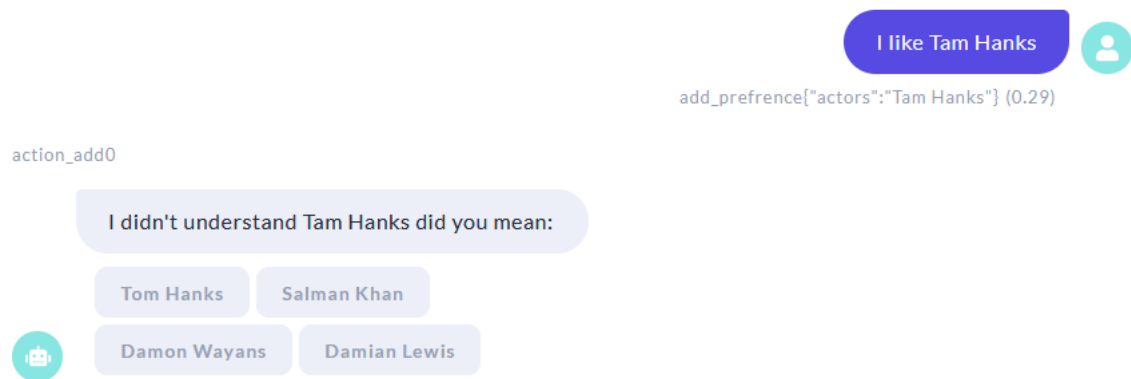 I like Tam Hanks
add_prefrence{"actors":"Tam Hanks"} (0.29)
action_add0
I didn't understand Tam Hanks did you mean:
Tom Hanks Salman Khan
Damon Wayans Damian Lewis